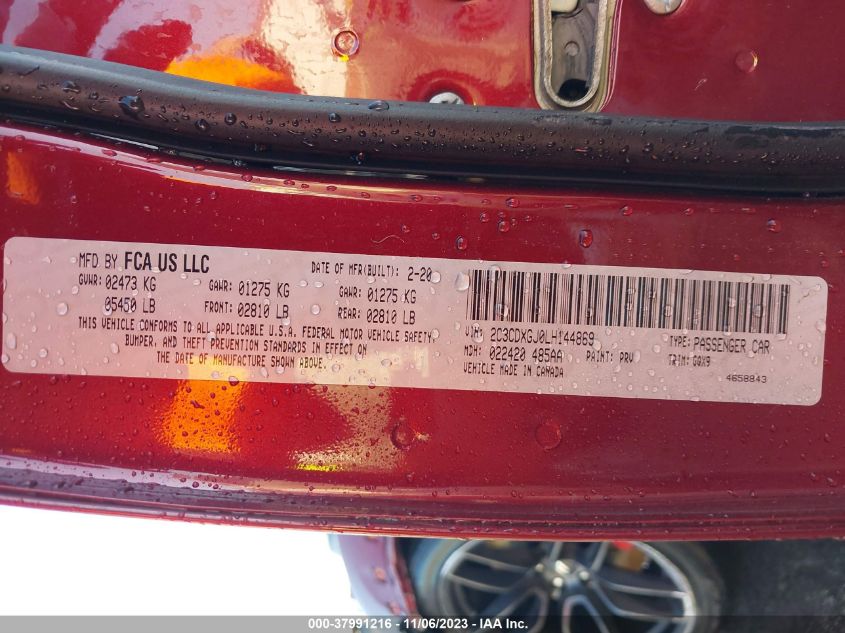 MFD BY FCA US LLC
DATE OF MFR(BUILT): 2-20
GVWR: 02473 KG GAWR: 01275 KG GAWR: 01275 KG
05450 LB FRONT: 02810 LB REAR: 02810 LB
THIS VEHICLE CONFORMS TO ALL APPLICABLE U.S.A. FEDERAL MOTOR VEHICLE SAFETY,
BUMPER, AND THEFT PREVENTION STANDARDS IN EFFECT ON
THE DATE OF MANUFACTURE SHOWN ABOVE.
VIN: 2C3CDXGJ0LH144869 TYPE: PASSENGER CAR
MDH: 022420 485AA PAINT: PRV TRIM: GQX9
VEHICLE MADE IN CANADA
4658843
000-37991216 - 11/06/2023 - IAA Inc.